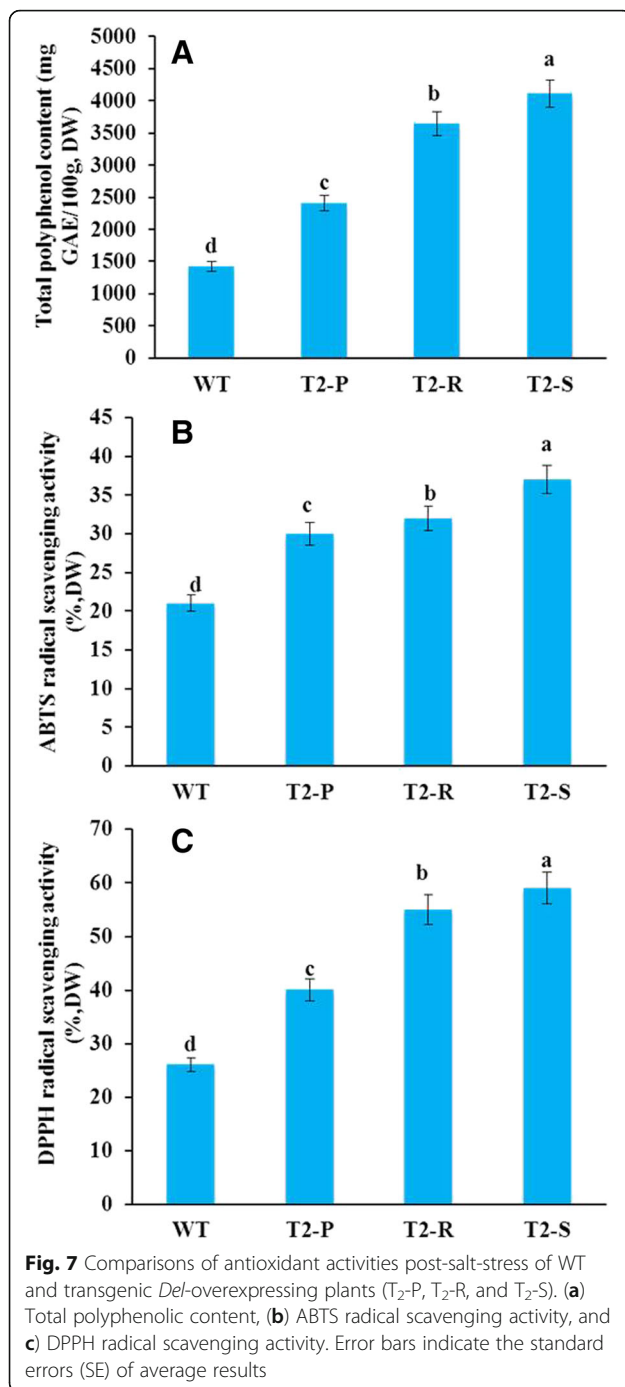 A
Total polyphenol content (mg
GAE/100g, DW)
5000
4500
4000
3500
3000
2500
2000
1500
1000
500
0
d
c
b
a
WT
T2-P
T2-R
T2-S
B
ABTS radical scavenging activity
(%,DW)
45
40
35
30
25
20
15
10
5
0
d
c
b
a
WT
T2-P
T2-R
T2-S
C
DPPH radical scavenging activity
(%,DW)
70
60
50
40
30
20
10
0
d
c
b
a
WT
T2-P
T2-R
T2-S
Fig. 7 Comparisons of antioxidant activities post-salt-stress of WT
and transgenic Del-overexpressing plants (T₂-P, T₂-R, and T₂-S). (a)
Total polyphenolic content, (b) ABTS radical scavenging activity, and
c) DPPH radical scavenging activity. Error bars indicate the standard
errors (SE) of average results